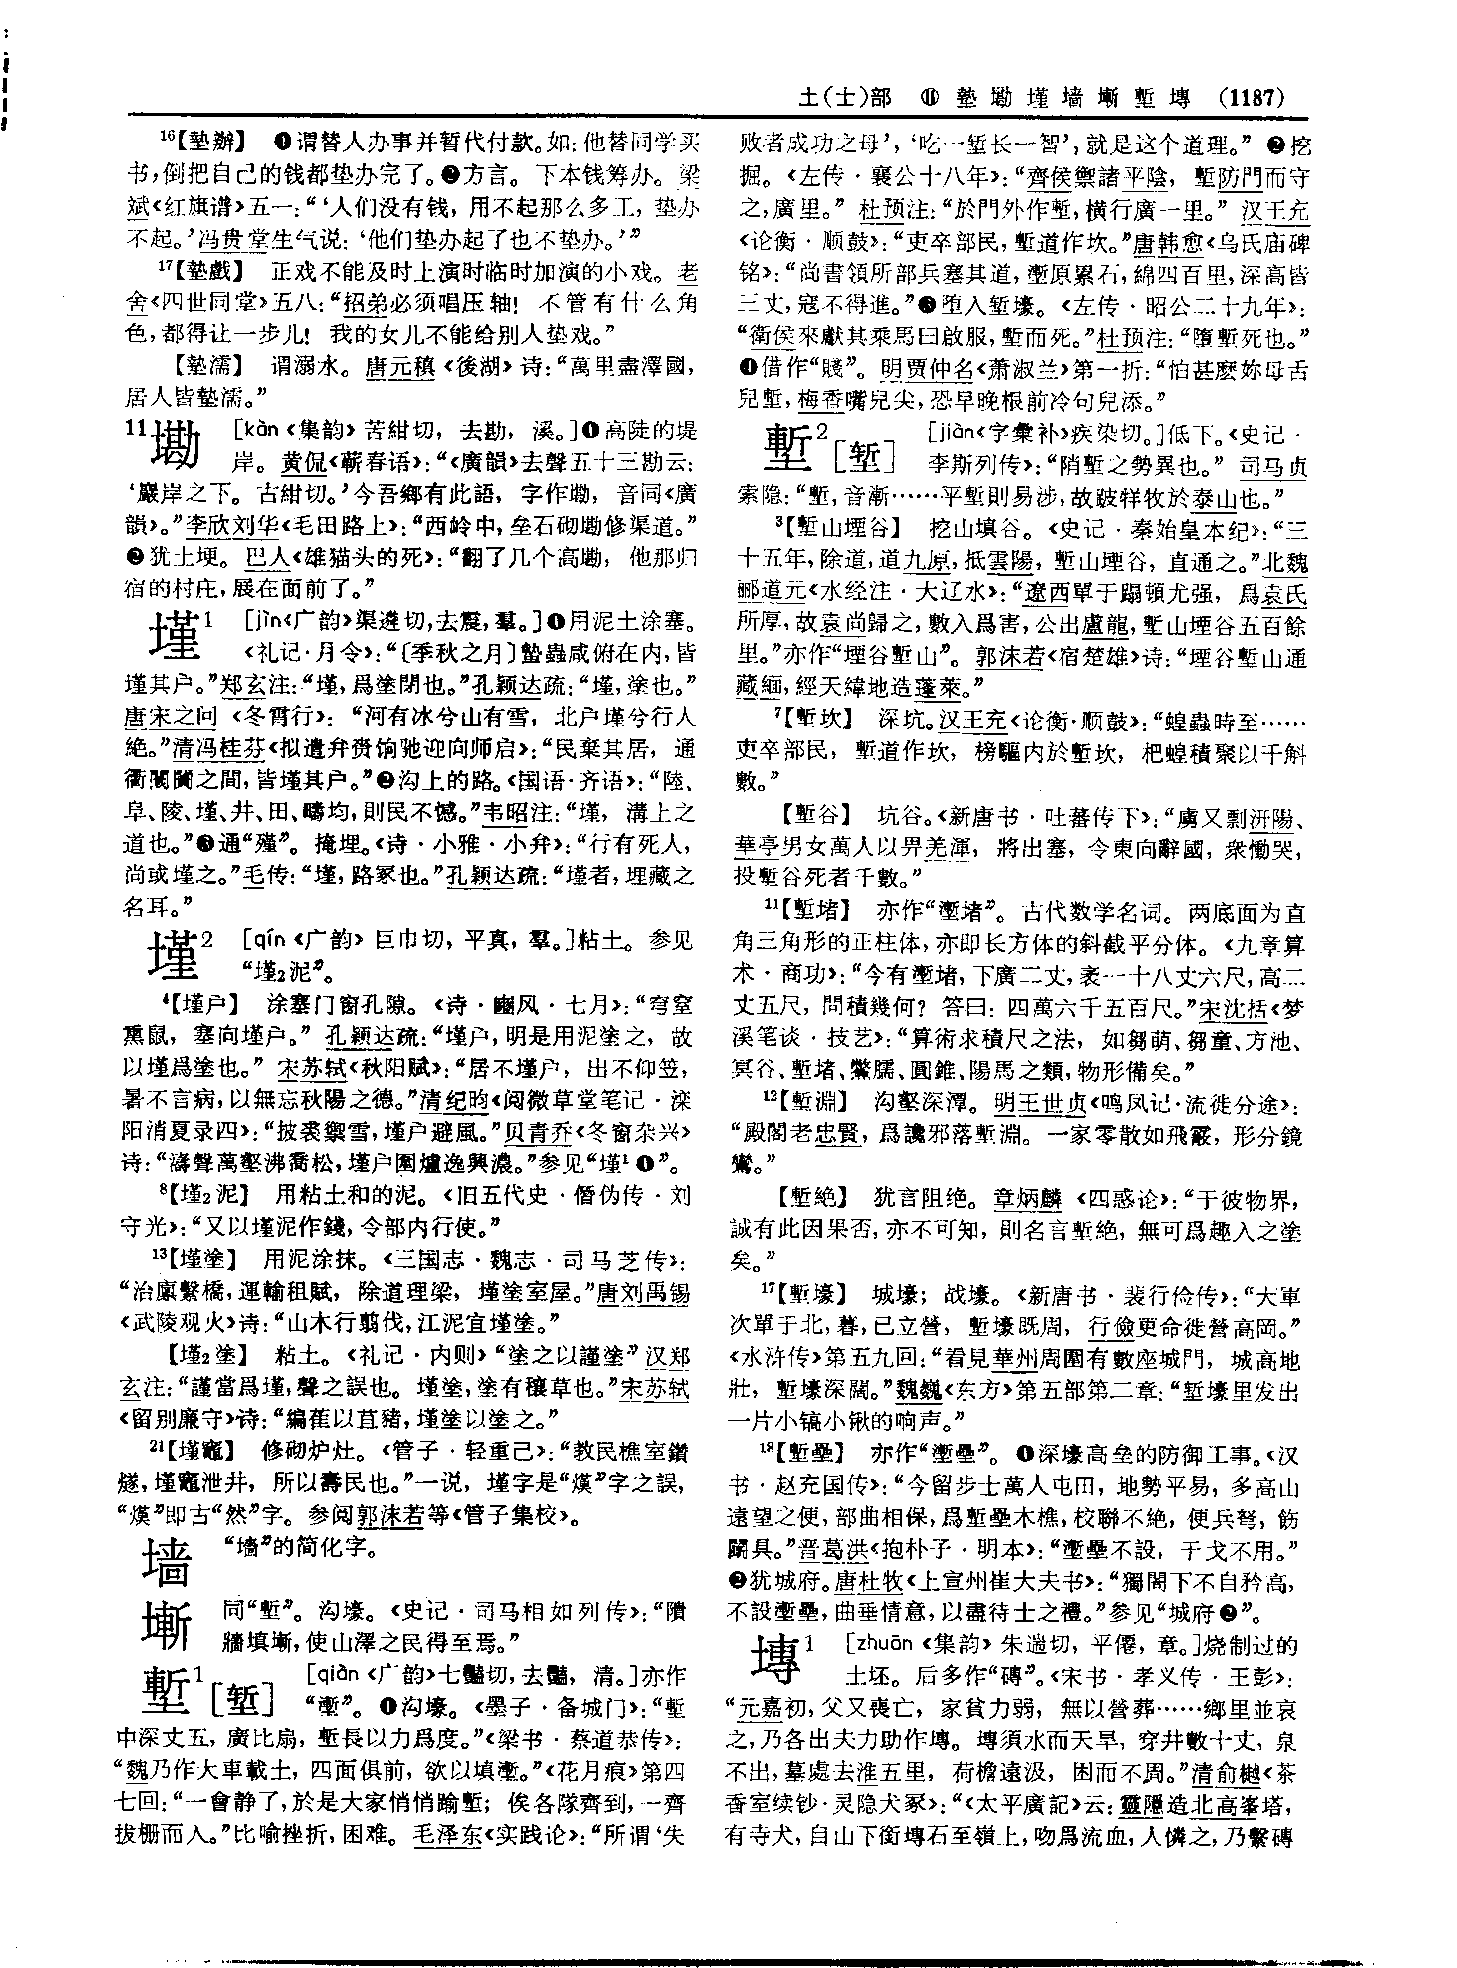 土(士)部 ⑪ 墊墈墐墙塹塹塼 (1187)
¹⁶【墊辦】 ❶谓替人办事并暂代付款。如:他替同学买
书,倒把自己的钱都垫办完了。❷方言。下本钱筹办。梁
斌《红旗谱》五一:“‘人们没有钱,用不起那么多工,垫办
不起。’冯贵堂生气说:‘他们垫办起了也不垫办。’”
¹⁷【墊戲】 正戏不能及时上演时临时加演的小戏。老
舍《四世同堂》五八:“招弟必须唱压轴! 不管有什么角
色,都得让一步儿! 我的女儿不能给别人垫戏。”
【墊濡】 谓溺水。唐元稹《後湖》诗:“萬里盡澤國,
居人皆墊濡。”
11墈 [kàn《集韵》苦紺切,去勘,溪。]❶高陡的堤
岸。黄侃《蕲春语》:“《廣韻》去聲五十三勘云:
‘巖岸之下。古紺切。’今吾鄉有此語,字作墈,音同《廣
韻》。”李欣刘华《毛田路上》:“西岭中,垒石砌墈修渠道。”
❷犹土埂。巴人《雄猫头的死》:“翻了几个高墈,他那归
宿的村庄,展在面前了。”
墐¹ [jìn《广韵》渠遴切,去震,羣。]❶用泥土涂塞。
《礼记·月令》:“〔季秋之月〕蟄蟲咸俯在内,皆
墐其户。”郑玄注:“墐,爲塗閉也。”孔颖达疏:“墐,塗也。”
唐宋之问《冬宵行》:“河有冰兮山有雪,北户墐兮行人
絶。”清冯桂芬《拟遣弁赍饷驰迎向师启》:“民棄其居,通
衢闤闠之間,皆墐其户。”❷沟上的路。《国语·齐语》:“陸、
阜、陵、墐、井、田、疇均,則民不憾。”韦昭注:“墐,溝上之
道也。”❸通“殣”。掩埋。《诗·小雅·小弁》:“行有死人,
尚或墐之。”毛传:“墐,路冢也。”孔颖达疏:“墐者,埋藏之
名耳。”
墐² [qín《广韵》巨巾切,平真,羣。]粘土。参见
“墐₂泥”。
⁴【墐户】 涂塞门窗孔隙。《诗·豳风·七月》:“穹窒
熏鼠,塞向墐户。”孔颖达疏:“墐户,明是用泥塗之,故
以墐爲塗也。”宋苏轼《秋阳赋》:“居不墐户,出不仰笠,
暑不言病,以無忘秋陽之德。”清纪昀《阅微草堂笔记·滦
阳消夏录四》:“披裘禦雪,墐户避風。”贝青乔《冬窗杂兴》
诗:“濤聲萬壑沸喬松,墐户圍爐逸興濃。”参见“墐¹❶”。
⁸【墐₂泥】 用粘土和的泥。《旧五代史·僭伪传·刘
守光》:“又以墐泥作錢,令部内行使。”
¹³【墐塗】 用泥涂抹。《三国志·魏志·司马芝传》:
“治廩繫橋,運輸租賦,除道理梁,墐塗室屋。”唐刘禹锡
《武陵观火》诗:“山木行翦伐,江泥宜墐塗。”
【墐₂塗】 粘土。《礼记·内则》“塗之以謹塗”汉郑
玄注:“謹當爲墐,聲之誤也。墐塗,塗有穰草也。”宋苏轼
《留别廉守》诗:“编萑以苴豬,墐塗以塗之。”
²¹【墐竈】 修砌炉灶。《管子·轻重己》:“教民樵室鑽
燧,墐竈泄井,所以壽民也。”一说,墐字是“熯”字之誤,
“熯”即古“然”字。参阅郭沫若等《管子集校》。
墙 “墻”的简化字。
塹 同“塹”。沟壕。《史记·司马相如列传》:“隤
牆填塹,使山澤之民得至焉。”
塹¹[堑] [qiàn《广韵》七豔切,去豔,清。]亦作
“壍”。❶沟壕。《墨子·备城门》:“塹
中深丈五,廣比扇,塹長以力爲度。”《梁书·蔡道恭传》:
“魏乃作大車載土,四面俱前,欲以填壍。”《花月痕》第四
七回:“一會静了,於是大家悄悄踰塹;俟各隊齊到,一齊
拔栅而入。”比喻挫折,困难。毛泽东《实践论》:“所谓‘失
败者成功之母’,‘吃一堑长一智’,就是这个道理。”❷挖
掘。《左传·襄公十八年》:“齊侯禦諸平陰,塹防門而守
之,廣里。”杜预注:“於門外作塹,横行廣一里。”汉王充
《论衡·顺鼓》:“吏卒部民,塹道作坎。”唐韩愈《乌氏庙碑
铭》:“尚書領所部兵塞其道,壍原累石,綿四百里,深高皆
三丈,寇不得進。”❸堕入堑壕。《左传·昭公二十九年》:
“衛侯來獻其乘馬曰啟服,塹而死。”杜预注:“墮塹死也。”
❹借作“賤”。明贾仲名《萧淑兰》第一折:“怕甚麽妳母舌
兒塹,梅香嘴兒尖,恐早晚根前冷句兒添。”
塹²[堑] [jiàn《字彙补》疾染切。]低下。《史记·
李斯列传》:“陗塹之勢異也。”司马贞
索隐:“塹,音漸……平塹則易涉,故跛牂牧於泰山也。”
³【塹山堙谷】 挖山填谷。《史记·秦始皇本纪》:“三
十五年,除道,道九原,抵雲陽,塹山堙谷,直通之。”北魏
郦道元《水经注·大辽水》:“遼西單于蹋頓尤强,爲袁氏
所厚,故袁尚歸之,數入爲害,公出盧龍,塹山堙谷五百餘
里。”亦作“堙谷塹山”。郭沫若《宿楚雄》诗:“堙谷塹山通
藏緬,經天緯地造蓬萊。”
⁷【塹坎】 深坑。汉王充《论衡·顺鼓》:“蝗蟲時至……
吏卒部民,塹道作坎,榜驅内於塹坎,杷蝗積聚以千斛
數。”
【塹谷】 坑谷。《新唐书·吐蕃传下》:“虜又剽汧陽、
華亭男女萬人以畀羌渾,將出塞,令東向辭國,衆慟哭,
投塹谷死者千數。”
¹¹【塹堵】 亦作“壍堵”。古代数学名词。两底面为直
角三角形的正柱体,亦即长方体的斜截平分体。《九章算
术·商功》:“今有壍堵,下廣二丈,袤一十八丈六尺,高二
丈五尺,問積幾何?答曰:四萬六千五百尺。”宋沈括《梦
溪笔谈·技艺》:“算術求積尺之法,如芻萌、芻童、方池、
冥谷、塹堵、鱉臑、圓錐、陽馬之類,物形備矣。”
¹²【塹淵】 沟壑深潭。明王世贞《鸣凤记·流徙分途》:
“殿閣老忠賢,爲讒邪落塹淵。一家零散如飛霰,形分鏡
鸞。”
【塹絶】 犹言阻绝。章炳麟《四惑论》:“于彼物界,
誠有此因果否,亦不可知,則名言塹絶,無可爲趣入之塗
矣。”
¹⁷【塹壕】 城壕;战壕。《新唐书·裴行俭传》:“大軍
次單于北,暮,已立營,塹壕既周,行儉更命徙營高岡。”
《水浒传》第五九回:“看見華州周圍有數座城門,城高地
壯,塹壕深闊。”魏巍《东方》第五部第二章:“堑壕里发出
一片小镐小锹的响声。”
¹⁸【塹壘】 亦作“壍壘”。❶深壕高垒的防御工事。《汉
书·赵充国传》:“今留步士萬人屯田,地勢平易,多高山
遠望之便,部曲相保,爲塹壘木樵,校聯不絶,便兵弩,飭
鬭具。”晋葛洪《抱朴子·明本》:“壍壘不設,干戈不用。”
❷犹城府。唐杜牧《上宣州崔大夫书》:“獨閤下不自矜高,
不設壍壘,曲垂情意,以盡待士之禮。”参见“城府❷”。
塼¹ [zhuān《集韵》朱遄切,平僊,章。]烧制过的
土坯。后多作“磚”。《宋书·孝义传·王彭》:
“元嘉初,父又喪亡,家貧力弱,無以營葬……鄉里並哀
之,乃各出夫力助作塼。塼須水而天旱,穿井數十丈,泉
不出,墓處去淮五里,荷檐遠汲,困而不周。”清俞樾《茶
香室续钞·灵隐犬冢》:“《太平廣記》云:靈隱造北高峯塔,
有寺犬,自山下銜塼石至嶺上,吻爲流血,人憐之,乃繫磚